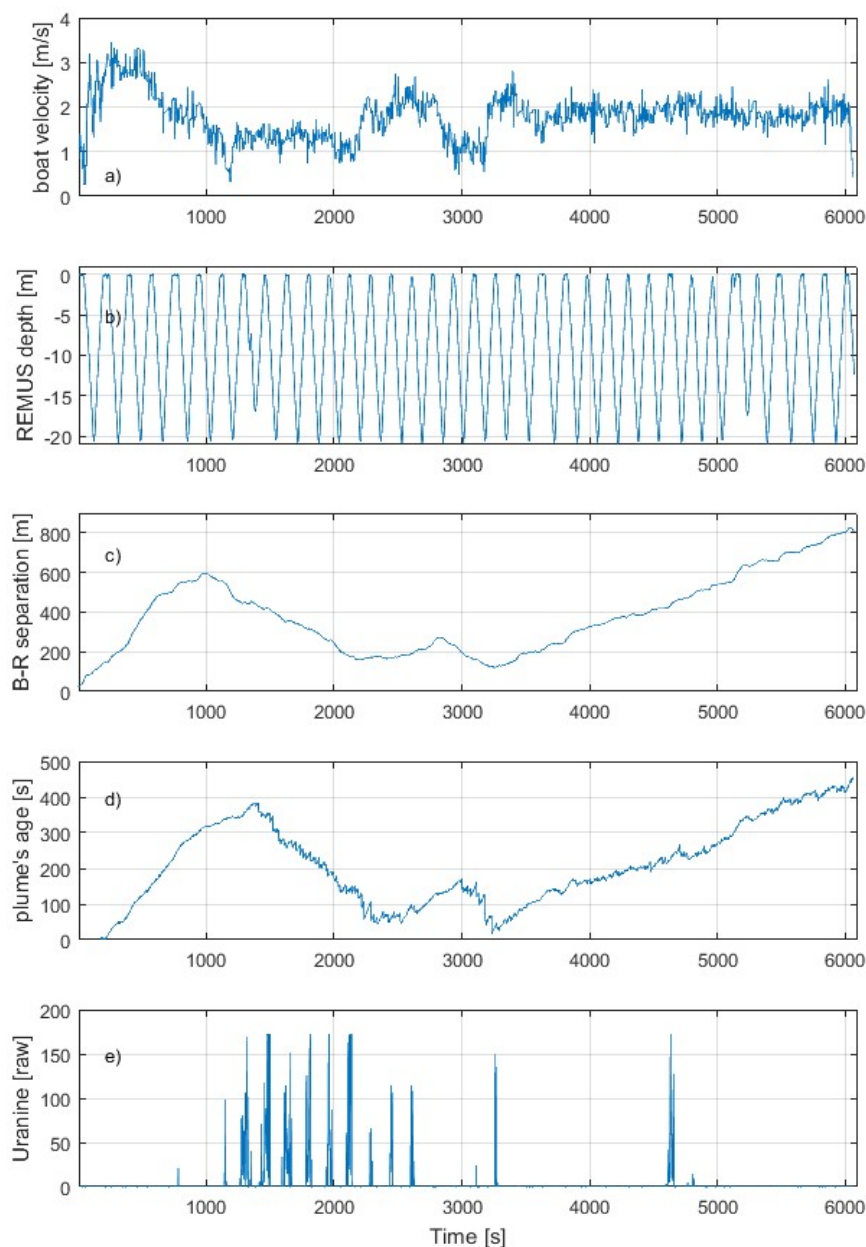 4
3
2
1
0
boat velocity [m/s]
a)
1000 2000 3000 4000 5000 6000
0
-5
-10
-15
-20
REMUS depth [m]
b)
1000 2000 3000 4000 5000 6000
800
600
400
200
0
B-R separation [m]
c)
1000 2000 3000 4000 5000 6000
500
400
300
200
100
0
plume's age [s]
d)
1000 2000 3000 4000 5000 6000
200
150
100
50
0
Uranine [raw]
e)
1000 2000 3000 4000 5000 6000
Time [s]